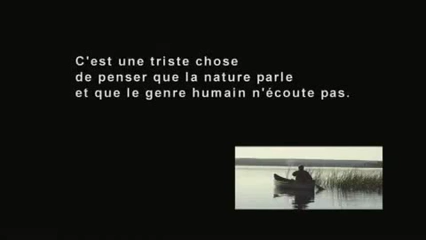 C'est une triste chose
de penser que la nature parle
et que le genre humain n'écoute pas.